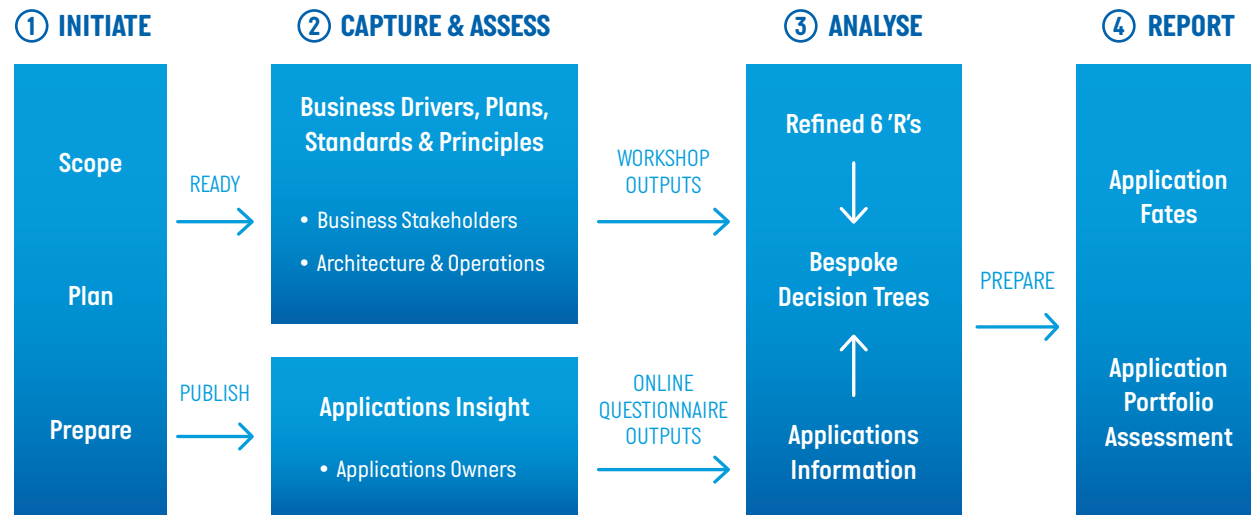 1 INITIATE
Scope
Plan
Prepare
READY
PUBLISH
2 CAPTURE & ASSESS
Business Drivers, Plans,
Standards & Principles
• Business Stakeholders
• Architecture & Operations
Applications Insight
• Applications Owners
WORKSHOP
OUTPUTS
ONLINE
QUESTIONNAIRE
OUTPUTS
3 ANALYSE
Refined 6 'R's
Bespoke
Decision Trees
Applications
Information
PREPARE
4 REPORT
Application
Fates
Application
Portfolio
Assessment